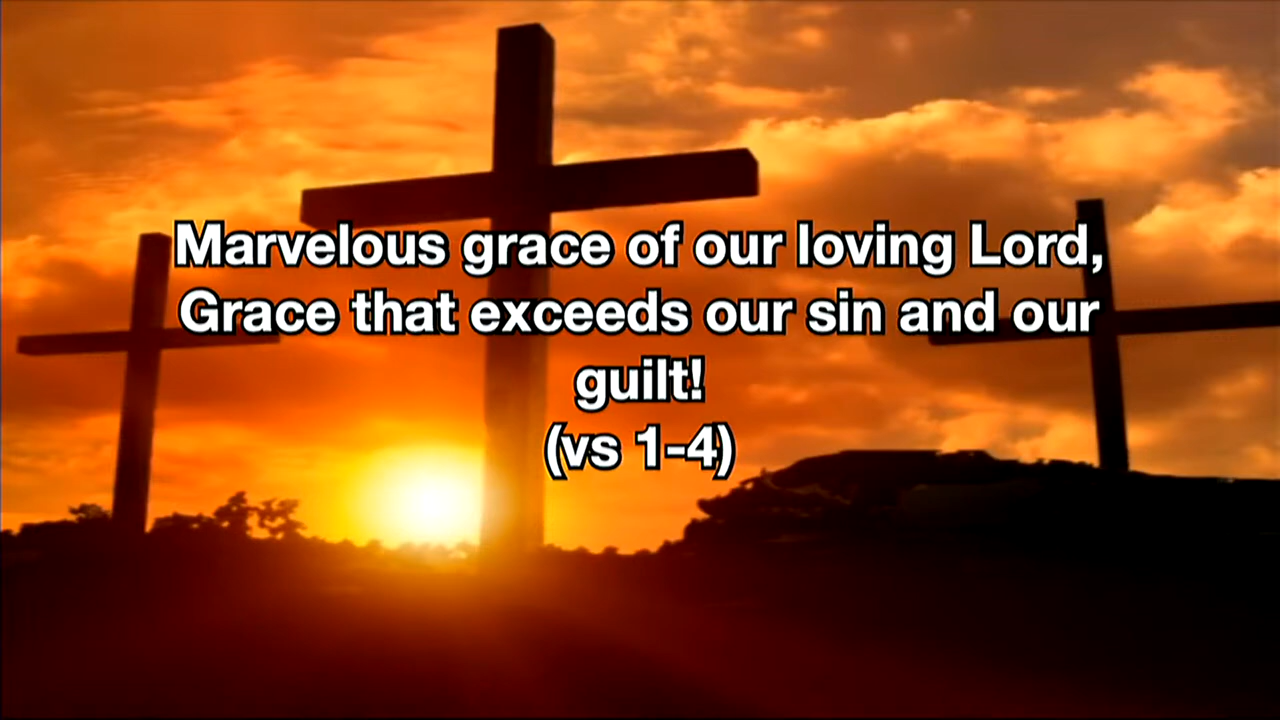 Marvelous grace of our loving Lord,
Grace that exceeds our sin and our
guilt!
(vs 1-4)